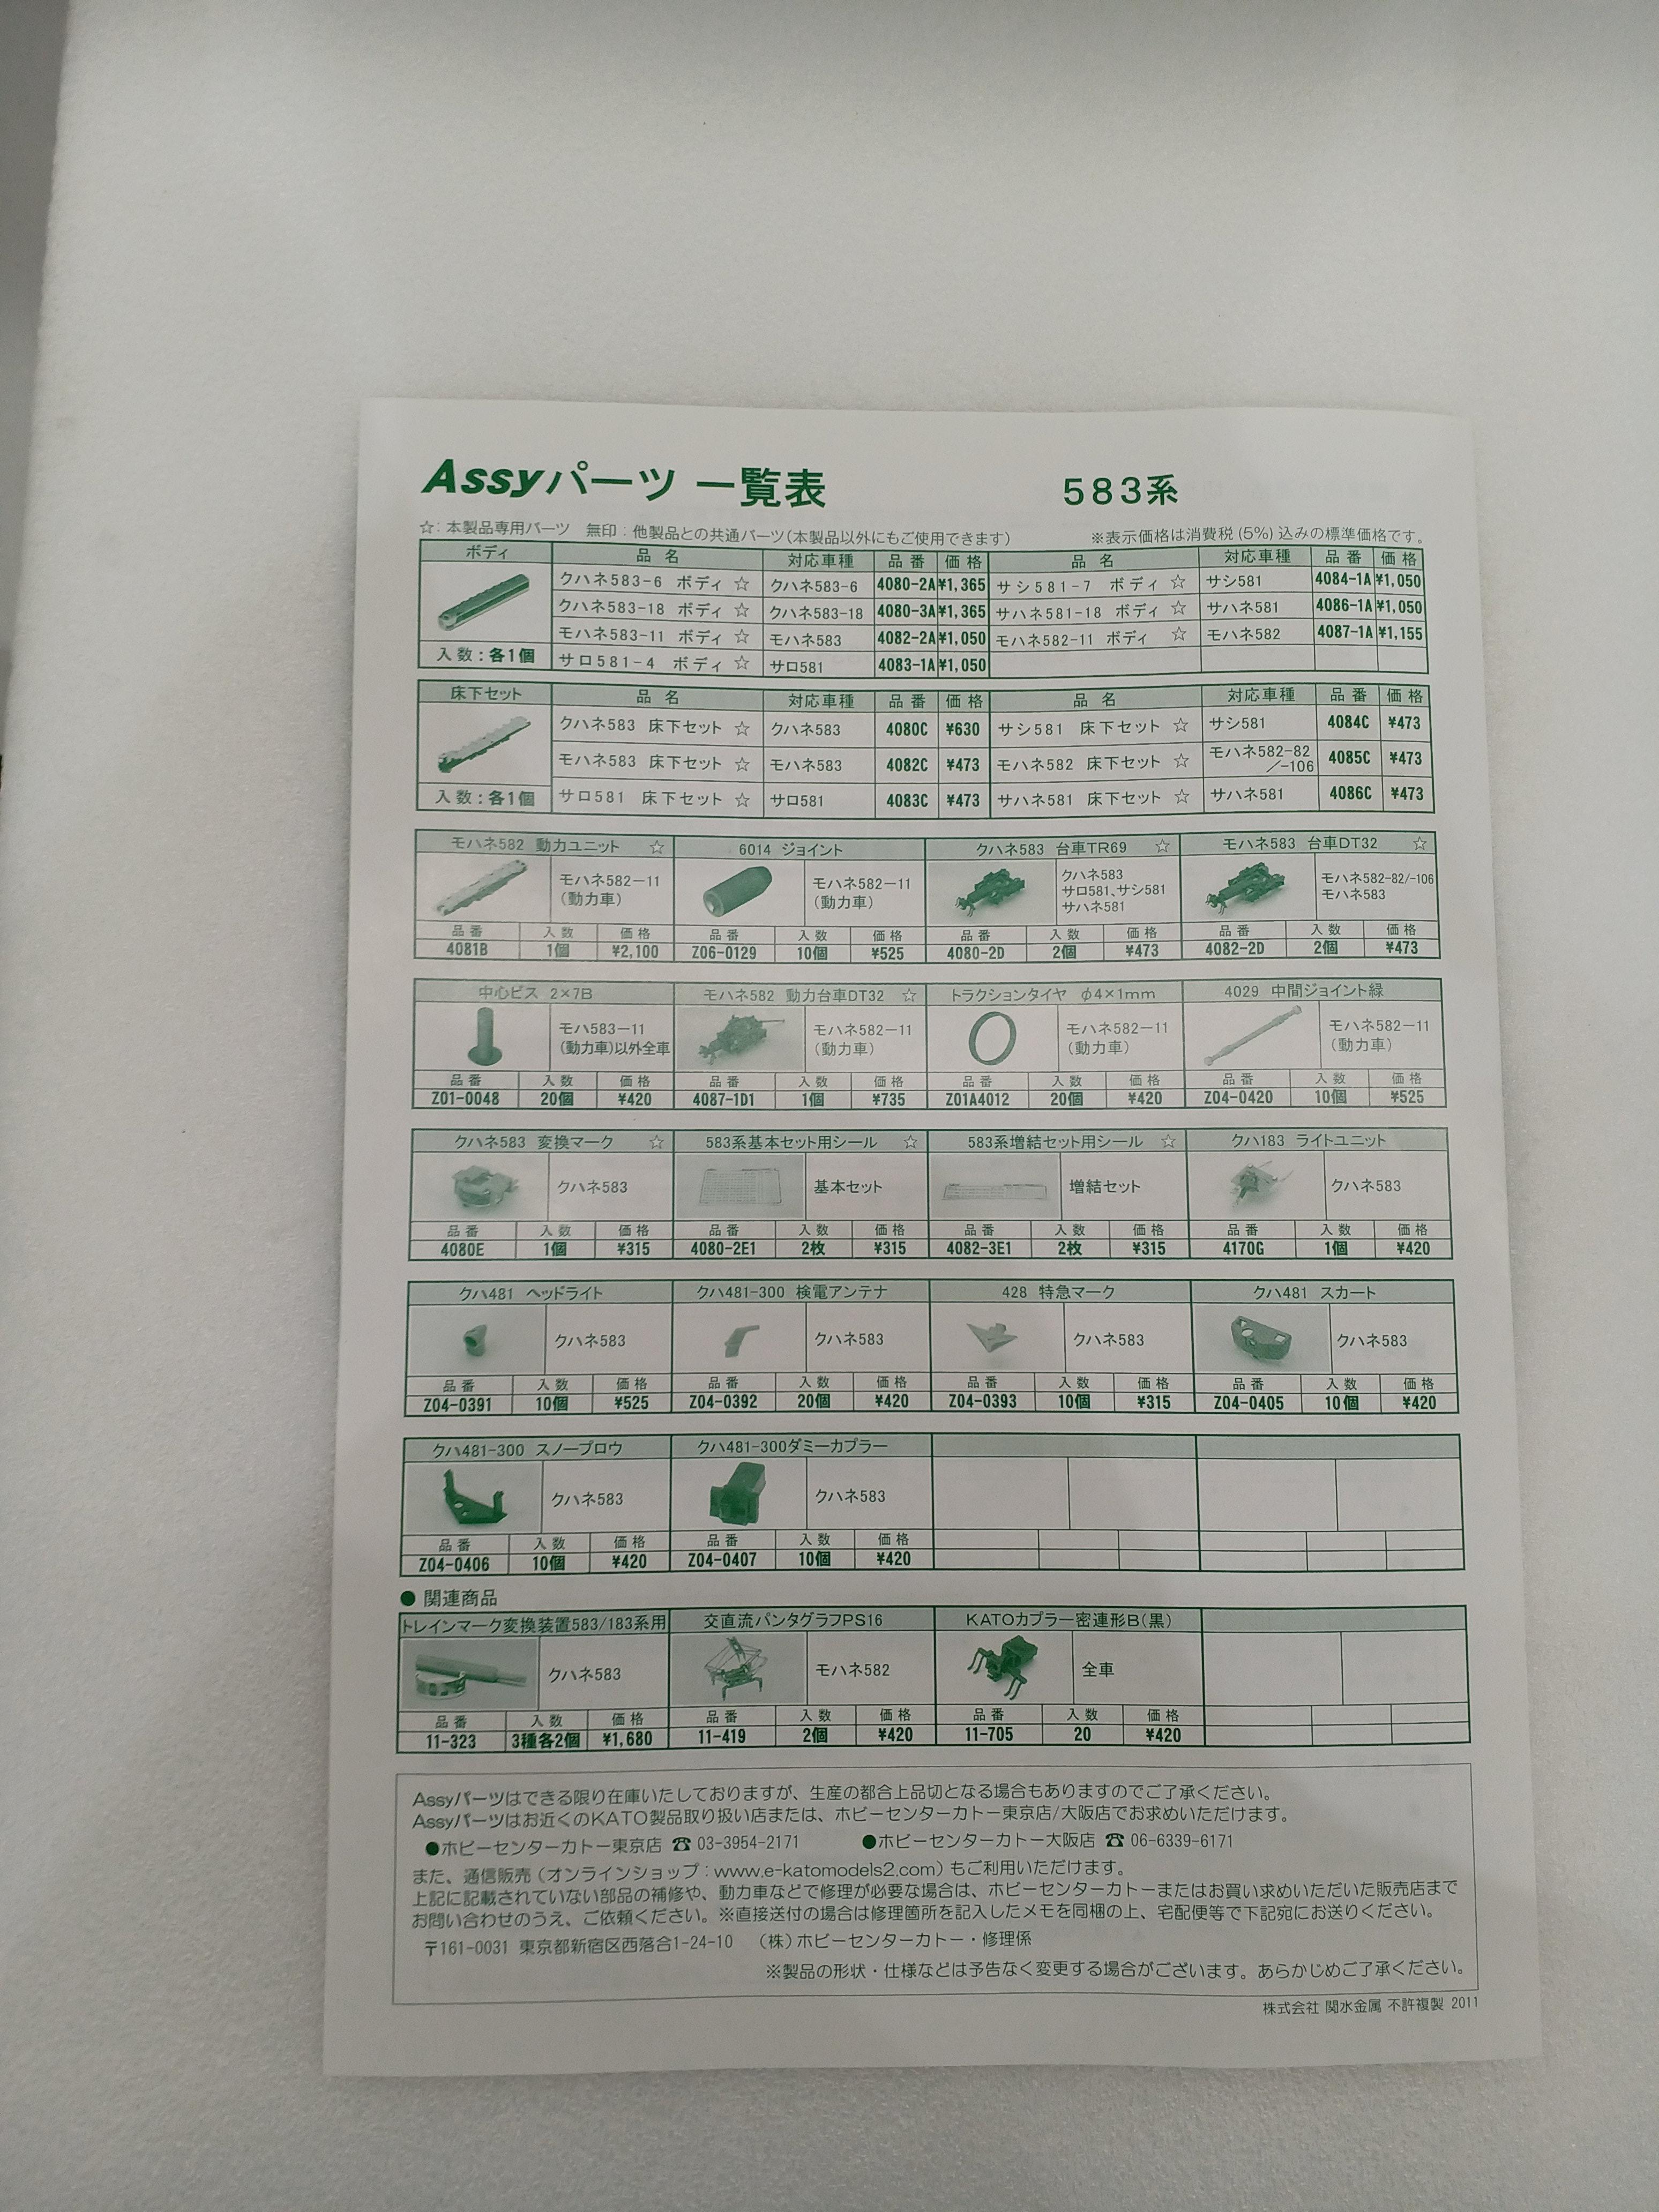 Assyパーツ 一覧表 583系
☆：本製品専用パーツ 無印：他製品との共通パーツ(本製品以外にもご使用できます) ※表示価格は消費税(5%)込みの標準価格です。
ボディ 品名 対応車種 品番 価格 品名 対応車種 品番 価格
クハネ583-6 ボディ ☆ クハネ583-6 4080-2A ¥1,365 サシ581-7 ボディ ☆ サシ581 4084-1A ¥1,050
クハネ583-18 ボディ ☆ クハネ583-18 4080-3A ¥1,365 サハネ581-18 ボディ ☆ サハネ581 4086-1A ¥1,050
モハネ583-11 ボディ ☆ モハネ583 4082-2A ¥1,050 モハネ582-11 ボディ ☆ モハネ582 4087-1A ¥1,155
入数：各1個 サロ581-4 ボディ ☆ サロ581 4083-1A ¥1,050
床下セット 品名 対応車種 品番 価格 品名 対応車種 品番 価格
クハネ583 床下セット ☆ クハネ583 4080C ¥630 サシ581 床下セット ☆ サシ581 4084C ¥473
モハネ583 床下セット ☆ モハネ583 4082C ¥473 モハネ582 床下セット ☆ モハネ582-82／-106 4085C ¥473
入数：各1個 サロ581 床下セット ☆ サロ581 4083C ¥473 サハネ581 床下セット ☆ サハネ581 4086C ¥473
モハネ582 動力ユニット ☆ 6014 ジョイント クハネ583 台車TR69 ☆ モハネ583 台車DT32 ☆
モハネ582-11 モハネ582-11 クハネ583 モハネ582-82/-106
(動力車) (動力車) サロ581、サシ581 モハネ583
サハネ581
品番 入数 価格 品番 入数 価格 品番 入数 価格 品番 入数 価格
4081B 1個 ¥2,100 Z06-0129 10個 ¥525 4080-2D 2個 ¥473 4082-2D 2個 ¥473
中心ビス 2×7B モハネ582 動力台車DT32 ☆ トラクションタイヤ φ4×1mm 4029 中間ジョイント緑
モハ583-11 モハネ582-11 モハネ582-11 モハネ582-11
(動力車)以外全車 (動力車) (動力車) (動力車)
品番 入数 価格 品番 入数 価格 品番 入数 価格 品番 入数 価格
Z01-0048 20個 ¥420 4087-1D1 1個 ¥735 Z01A4012 20個 ¥420 Z04-0420 10個 ¥525
クハネ583 変換マーク ☆ 583系基本セット用シール ☆ 583系増結セット用シール ☆ クハ183 ライトユニット
クハネ583 基本セット 増結セット クハネ583
品番 入数 価格 品番 入数 価格 品番 入数 価格 品番 入数 価格
4080E 1個 ¥315 4080-2E1 2枚 ¥315 4082-3E1 2枚 ¥315 4170G 1個 ¥420
クハ481 ヘッドライト クハ481-300 検電アンテナ 428 特急マーク クハ481 スカート
クハネ583 クハネ583 クハネ583 クハネ583
品番 入数 価格 品番 入数 価格 品番 入数 価格 品番 入数 価格
Z04-0391 10個 ¥525 Z04-0392 20個 ¥420 Z04-0393 10個 ¥315 Z04-0405 10個 ¥420
クハ481-300 スノープロウ クハ481-300ダミーカプラー
クハネ583 クハネ583
品番 入数 価格 品番 入数 価格
Z04-0406 10個 ¥420 Z04-0407 10個 ¥420
● 関連商品
トレインマーク変換装置583/183系用 交直流パンタグラフPS16 KATOカプラー密連形B(黒)
クハネ583 モハネ582 全車
品番 入数 価格 品番 入数 価格 品番 入数 価格
11-323 3種各2個 ¥1,680 11-419 2個 ¥420 11-705 20 ¥420
Assyパーツはできる限り在庫いたしておりますが、生産の都合上品切となる場合もありますのでご了承ください。
Assyパーツはお近くのKATO製品取り扱い店または、ホビーセンターカトー東京店/大阪店でお求めいただけます。
●ホビーセンターカトー東京店 ☎ 03-3954-2171 ●ホビーセンターカトー大阪店 ☎ 06-6339-6171
また、通信販売（オンラインショップ：www.e-katomodels2.com）もご利用いただけます。
上記に記載されていない部品の補修や、動力車などで修理が必要な場合は、ホビーセンターカトーまたはお買い求めいただいた販売店まで
お問い合わせのうえ、ご依頼ください。※直接送付の場合は修理箇所を記入したメモを同梱の上、宅配便等で下記宛にお送りください。
〒161-0031 東京都新宿区西落合1-24-10 （株）ホビーセンターカトー・修理係
※製品の形状・仕様などは予告なく変更する場合がございます。あらかじめご了承ください。
株式会社 関水金属 不許複製 2011